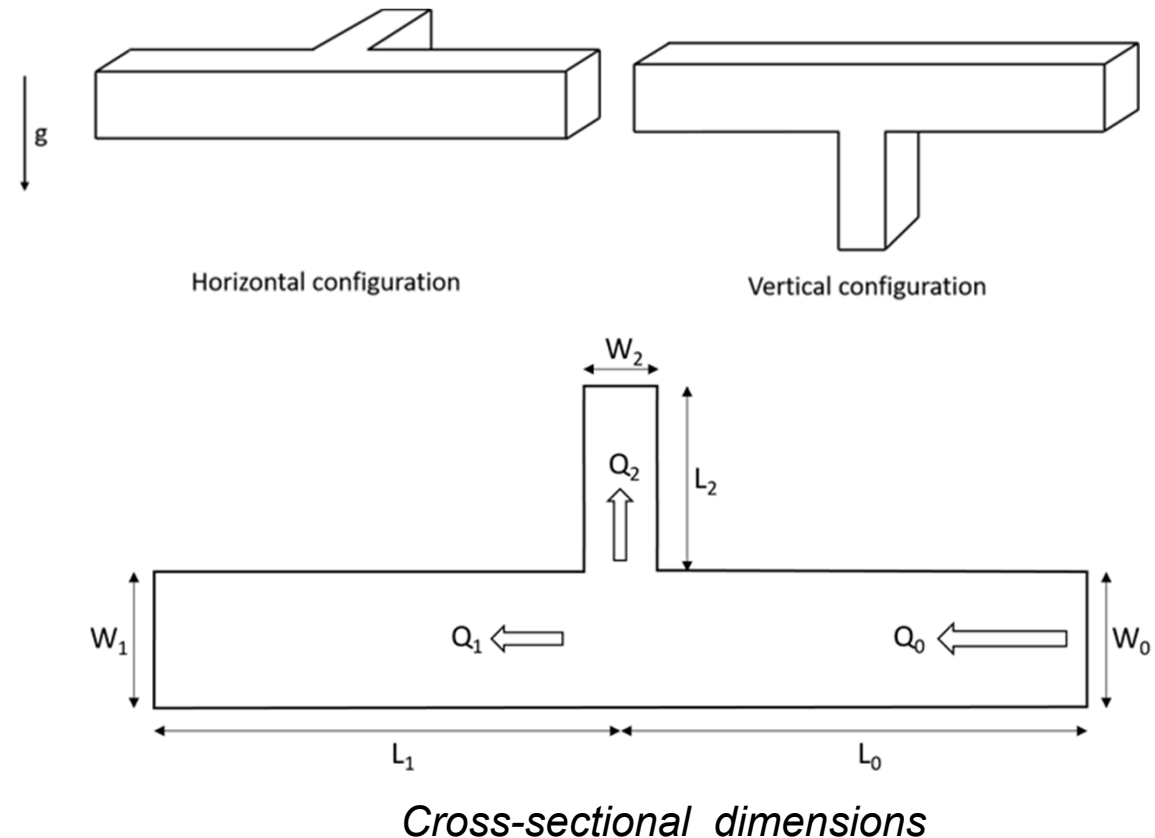 g
Horizontal configuration
Vertical configuration
W₂
Q₂
L₂
W₁
Q₁
Q₀
W₀
L₁
L₀
Cross-sectional dimensions